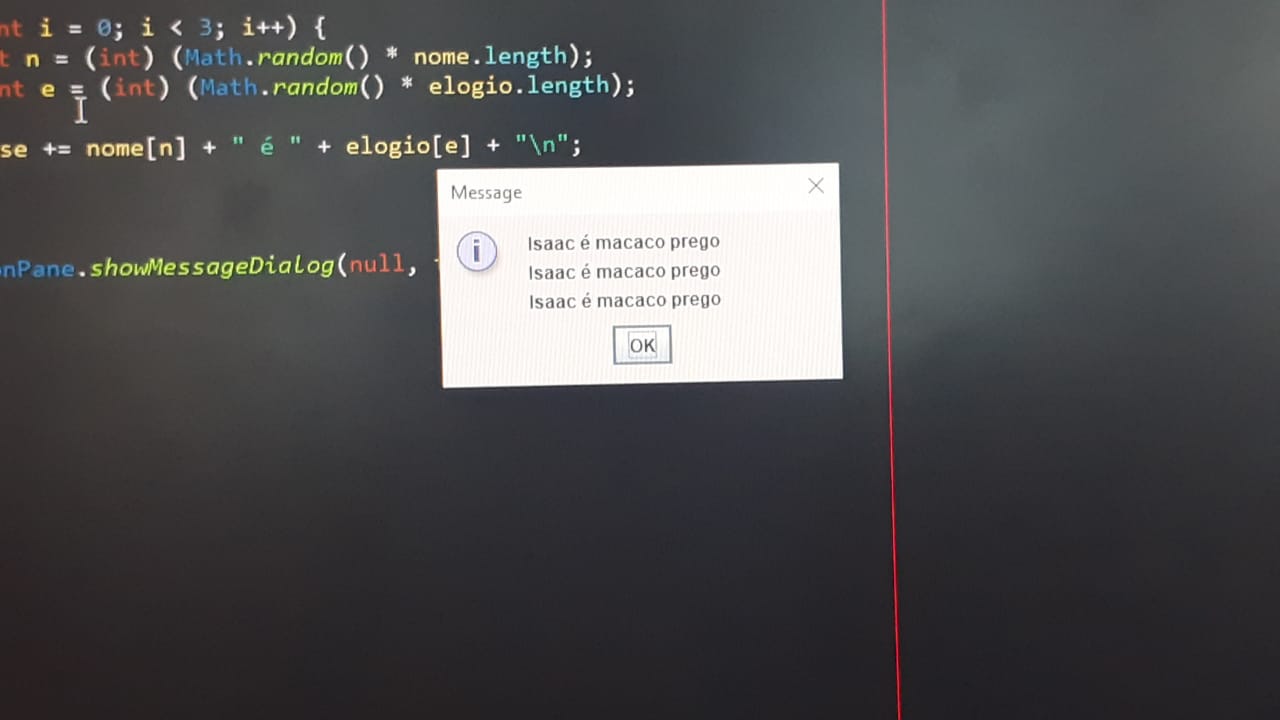 nt i = 0; i < 3; i++) {
t n = (int) (Math.random() * nome.length);
nt e = (int) (Math.random() * elogio.length);
se += nome[n] + " é " + elogio[e] + "\n";
nPane.showMessageDialog(null,
Message
Isaac é macaco prego
Isaac é macaco prego
Isaac é macaco prego
OK